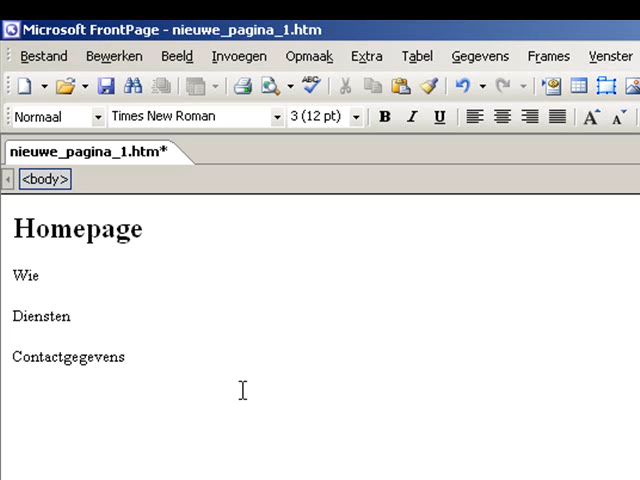 Microsoft FrontPage - nieuwe_pagina_1.htm
Bestand Bewerken Beeld Invoegen Opmaak Extra Tabel Gegevens Frames Venster
Normaal Times New Roman 3 (12 pt) B I U A A
nieuwe_pagina_1.htm*
<body>
Homepage
Wie
Diensten
Contactgegevens